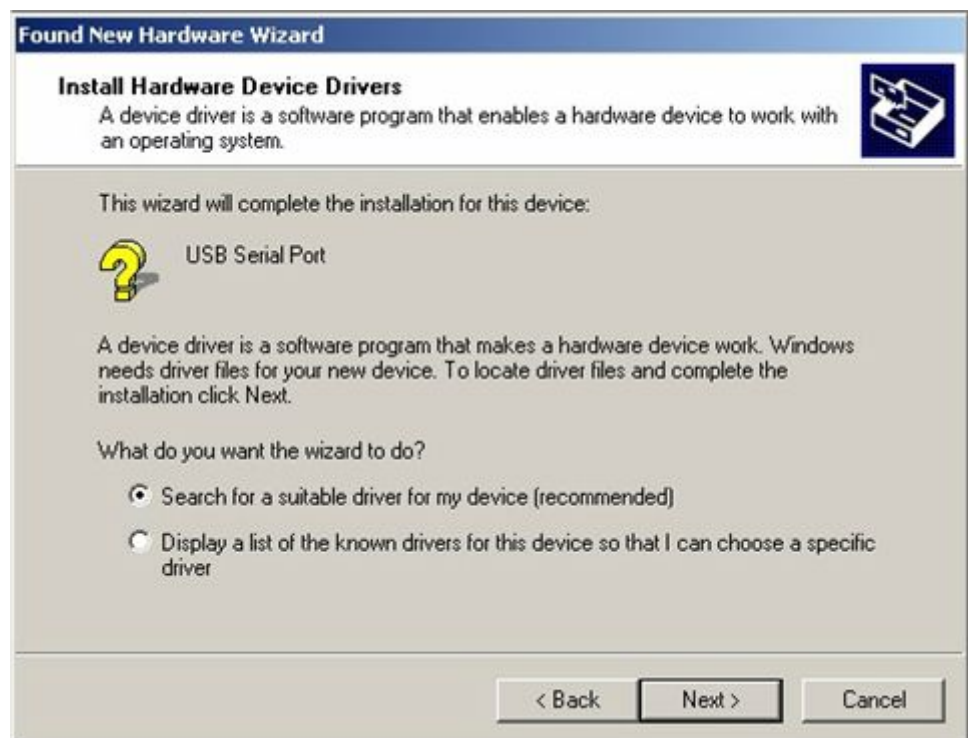 Found New Hardware Wizard
Install Hardware Device Drivers
A device driver is a software program that enables a hardware device to work with
an operating system.
This wizard will complete the installation for this device:
USB Serial Port
A device driver is a software program that makes a hardware device work. Windows
needs driver files for your new device. To locate driver files and complete the
installation click Next.
What do you want the wizard to do?
Search for a suitable driver for my device (recommended)
Display a list of the known drivers for this device so that I can choose a specific
driver
< Back
Next >
Cancel